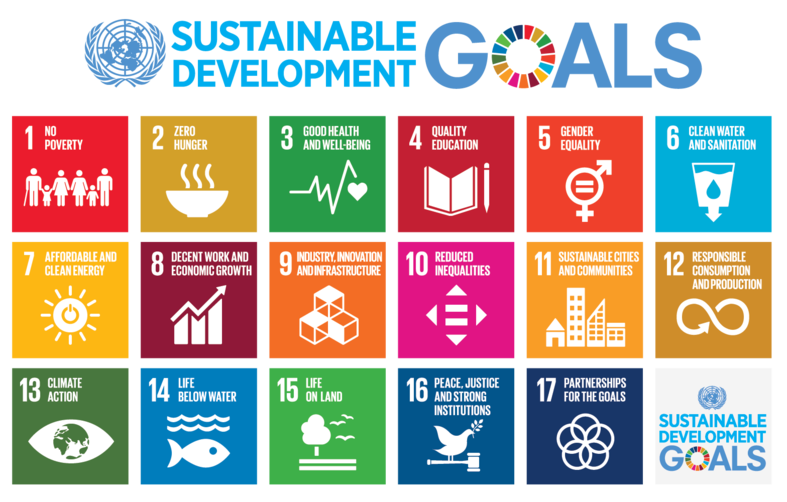 SUSTAINABLE
DEVELOPMENT
GOALS
1 NO
POVERTY
2 ZERO
HUNGER
3 GOOD HEALTH
AND WELL-BEING
4 QUALITY
EDUCATION
5 GENDER
EQUALITY
6 CLEAN WATER
AND SANITATION
7 AFFORDABLE AND
CLEAN ENERGY
8 DECENT WORK AND
ECONOMIC GROWTH
9 INDUSTRY, INNOVATION
AND INFRASTRUCTURE
10 REDUCED
INEQUALITIES
11 SUSTAINABLE CITIES
AND COMMUNITIES
12 RESPONSIBLE
CONSUMPTION
AND PRODUCTION
13 CLIMATE
ACTION
14 LIFE
BELOW WATER
15 LIFE
ON LAND
16 PEACE, JUSTICE
AND STRONG
INSTITUTIONS
17 PARTNERSHIPS
FOR THE GOALS
SUSTAINABLE
DEVELOPMENT
GOALS